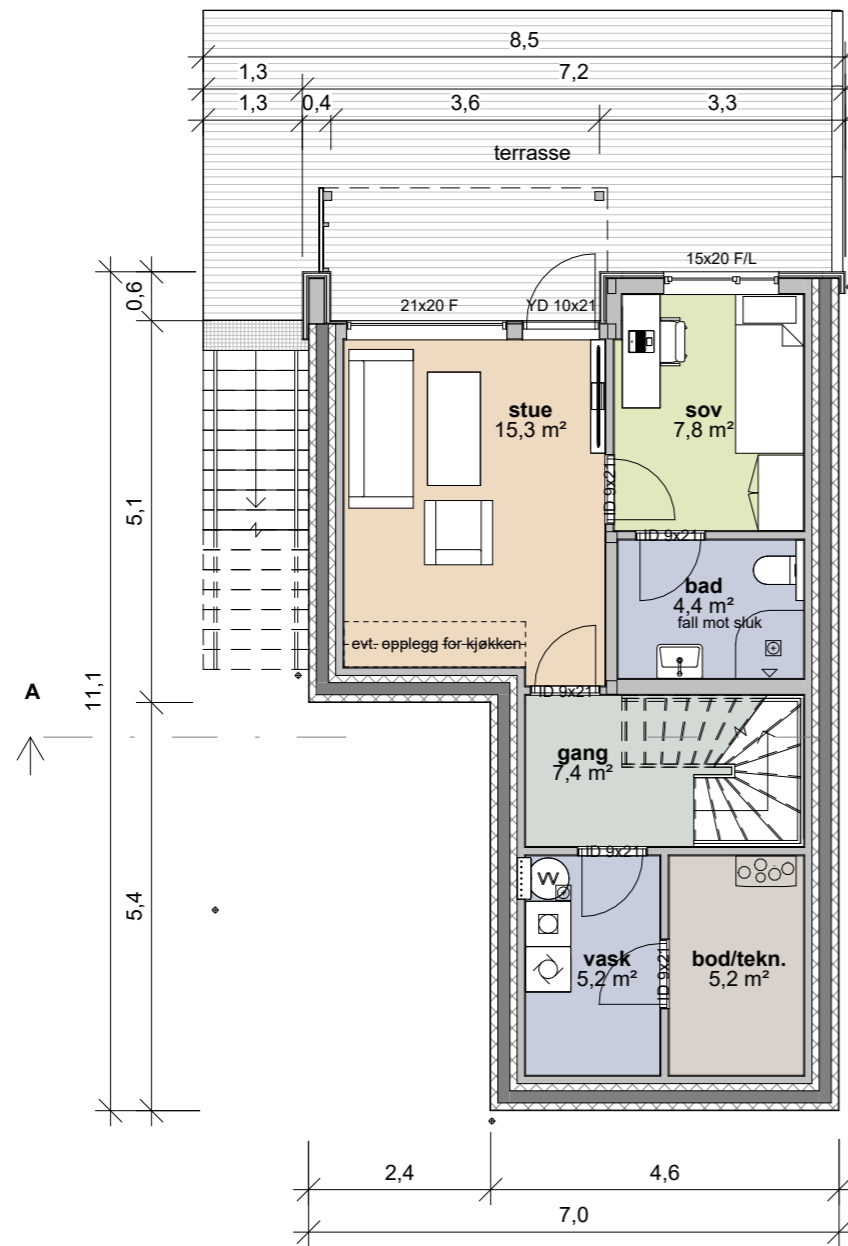 8,5
1,3 7,2
1,3 0,4 3,6 3,3
terrasse
15x20 F/L
0,6
21x20 F YD 10x21
stue
15,3 m²
sov
7,8 m²
ID 9x21
5,1
ID 9x21
bad
4,4 m²
fall mot sluk
evt. opplegg for kjøkken
A
11,1
ID 9x21
gang
7,4 m²
ID 9x21
W
5,4
vask
5,2 m²
ID 9x21
bod/tekn.
5,2 m²
2,4 4,6
7,0